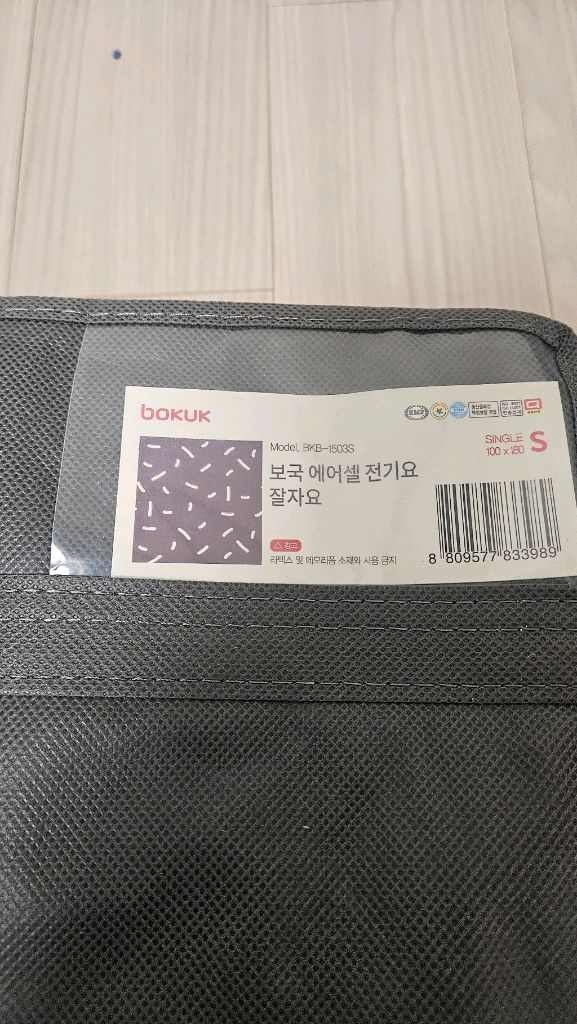 bokuk
Model. BKB-1503S
보국 에어셀 전기요
잘자요
SINGLE S
100 x 180
⚠ 경고
라텍스 및 메모리폼 소재와 사용 금지
8 809577 833989